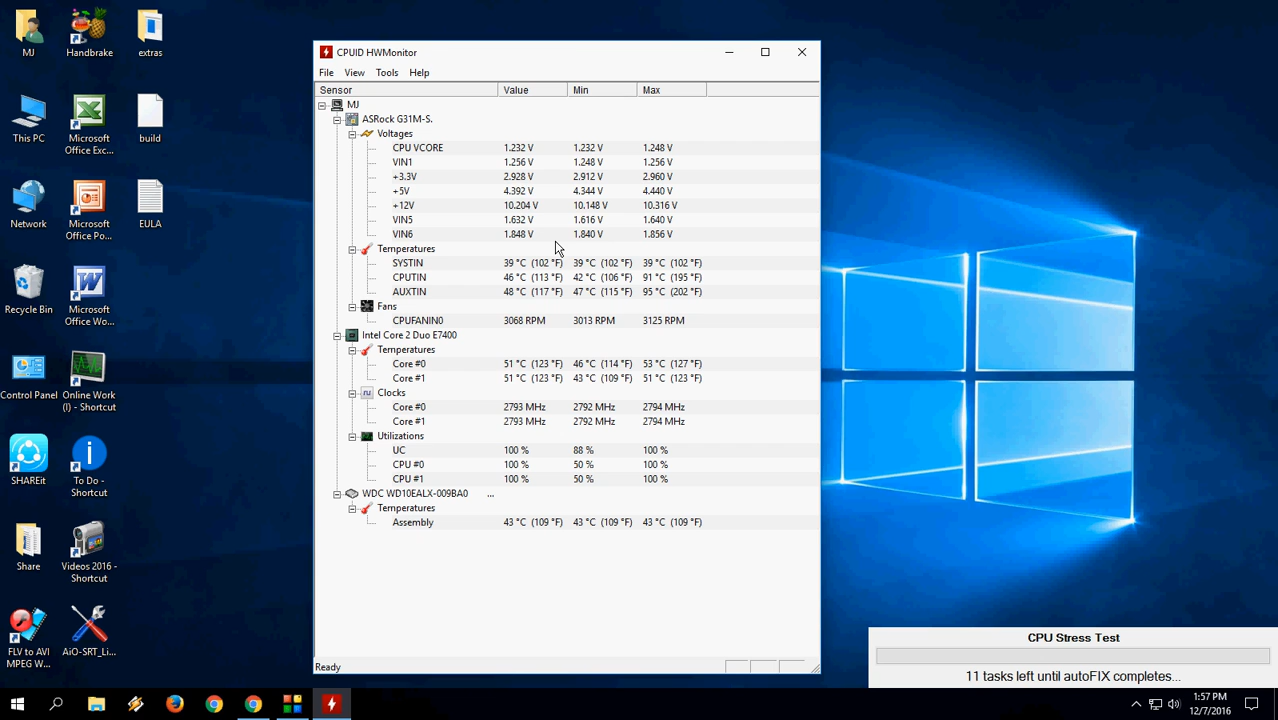 MJ
Handbrake
extras
This PC
Microsoft
Office Exc...
build
Network
Microsoft
Office Po...
EULA
Recycle Bin
Microsoft
Office Wo...
Control Panel
Online Work
(I) - Shortcut
SHAREit
To Do -
Shortcut
Share
Videos 2016 -
Shortcut
FLV to AVI
MPEG W...
AiO-SRT_Li...
CPUID HWMonitor
File View Tools Help
Sensor Value Min Max
MJ
ASRock G31M-S.
Voltages
CPU VCORE 1.232 V 1.232 V 1.248 V
VIN1 1.256 V 1.248 V 1.256 V
+3.3V 2.928 V 2.912 V 2.960 V
+5V 4.392 V 4.344 V 4.440 V
+12V 10.204 V 10.148 V 10.316 V
VIN5 1.632 V 1.616 V 1.640 V
VIN6 1.848 V 1.840 V 1.856 V
Temperatures
SYSTIN 39 °C (102 °F) 39 °C (102 °F) 39 °C (102 °F)
CPUTIN 46 °C (113 °F) 42 °C (106 °F) 91 °C (195 °F)
AUXTIN 48 °C (117 °F) 47 °C (115 °F) 95 °C (202 °F)
Fans
CPUFANIN0 3068 RPM 3013 RPM 3125 RPM
Intel Core 2 Duo E7400
Temperatures
Core #0 51 °C (123 °F) 46 °C (114 °F) 53 °C (127 °F)
Core #1 51 °C (123 °F) 43 °C (109 °F) 51 °C (123 °F)
Clocks
Core #0 2793 MHz 2792 MHz 2794 MHz
Core #1 2793 MHz 2792 MHz 2794 MHz
Utilizations
UC 100 % 88 % 100 %
CPU #0 100 % 50 % 100 %
CPU #1 100 % 50 % 100 %
WDC WD10EALX-009BA0 ...
Temperatures
Assembly 43 °C (109 °F) 43 °C (109 °F) 43 °C (109 °F)
Ready
CPU Stress Test
11 tasks left until autoFIX completes...
1:57 PM
12/7/2016